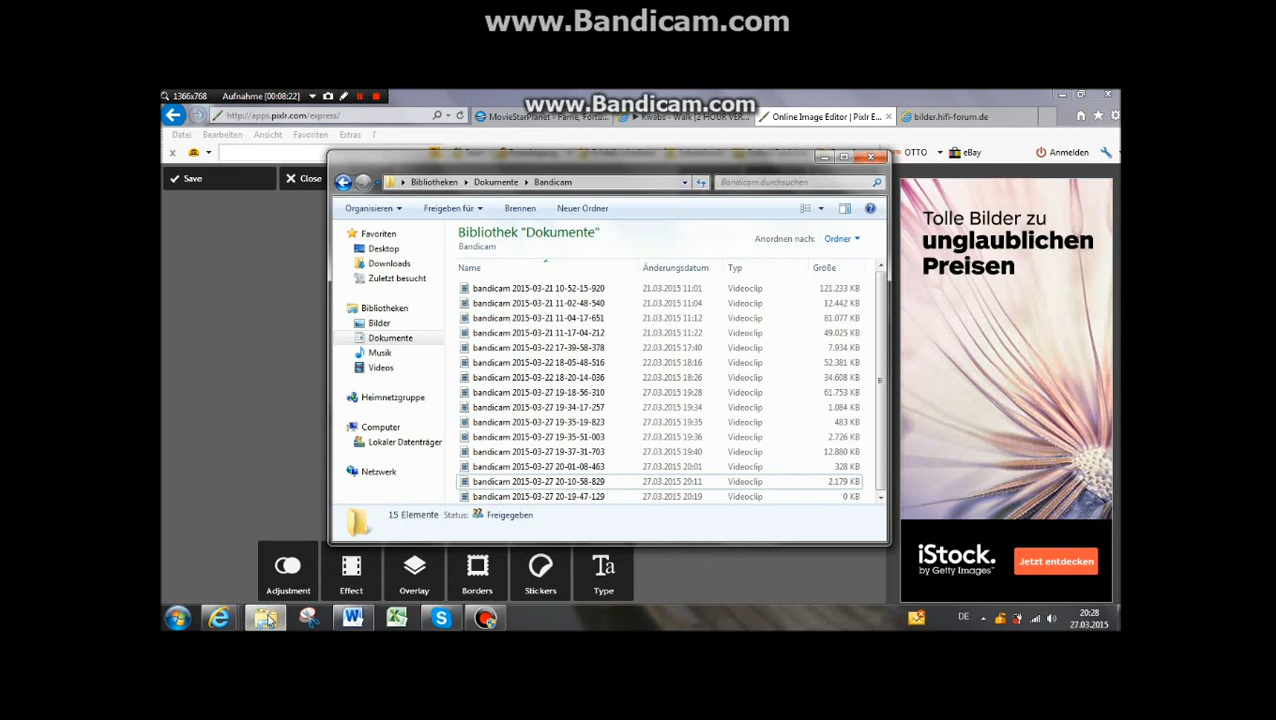 www.Bandicam.com
1366x768 Aufnahme [00:08:22]
www.Bandicam.com
http://apps.pixlr.com/express/
MovieStarPlanet - Fame, Fortu...
Kwabs - Walk [2 HOUR VER...
Online Image Editor | Pixlr E...
bilder.hifi-forum.de
Datei Bearbeiten Ansicht Favoriten Extras ?
OTTO eBay Anmelden
Save Close
Bibliotheken Dokumente Bandicam
Bandicam durchsuchen
Organisieren Freigeben für Brennen Neuer Ordner
Favoriten
Desktop
Downloads
Zuletzt besucht
Bibliotheken
Bilder
Dokumente
Musik
Videos
Heimnetzgruppe
Computer
Lokaler Datenträger
Netzwerk
Bibliothek "Dokumente"
Bandicam
Anordnen nach: Ordner
Name Änderungsdatum Typ Größe
bandicam 2015-03-21 10-52-15-920 21.03.2015 11:01 Videoclip 121.233 KB
bandicam 2015-03-21 11-02-48-540 21.03.2015 11:04 Videoclip 12.442 KB
bandicam 2015-03-21 11-04-17-651 21.03.2015 11:12 Videoclip 81.077 KB
bandicam 2015-03-21 11-17-04-212 21.03.2015 11:22 Videoclip 49.025 KB
bandicam 2015-03-22 17-39-58-378 22.03.2015 17:40 Videoclip 7.934 KB
bandicam 2015-03-22 18-05-48-516 22.03.2015 18:16 Videoclip 52.381 KB
bandicam 2015-03-22 18-20-14-036 22.03.2015 18:26 Videoclip 34.608 KB
bandicam 2015-03-27 19-18-56-310 27.03.2015 19:28 Videoclip 61.753 KB
bandicam 2015-03-27 19-34-17-257 27.03.2015 19:34 Videoclip 1.084 KB
bandicam 2015-03-27 19-35-19-823 27.03.2015 19:35 Videoclip 483 KB
bandicam 2015-03-27 19-35-51-003 27.03.2015 19:36 Videoclip 2.726 KB
bandicam 2015-03-27 19-37-31-703 27.03.2015 19:40 Videoclip 12.880 KB
bandicam 2015-03-27 20-01-08-463 27.03.2015 20:01 Videoclip 328 KB
bandicam 2015-03-27 20-10-58-829 27.03.2015 20:11 Videoclip 2.179 KB
bandicam 2015-03-27 20-19-47-129 27.03.2015 20:19 Videoclip 0 KB
15 Elemente Status: Freigegeben
Tolle Bilder zu
unglaublichen
Preisen
iStock.
by Getty Images
Jetzt entdecken
Adjustment Effect Overlay Borders Stickers Type
Ta
DE
20:28
27.03.2015